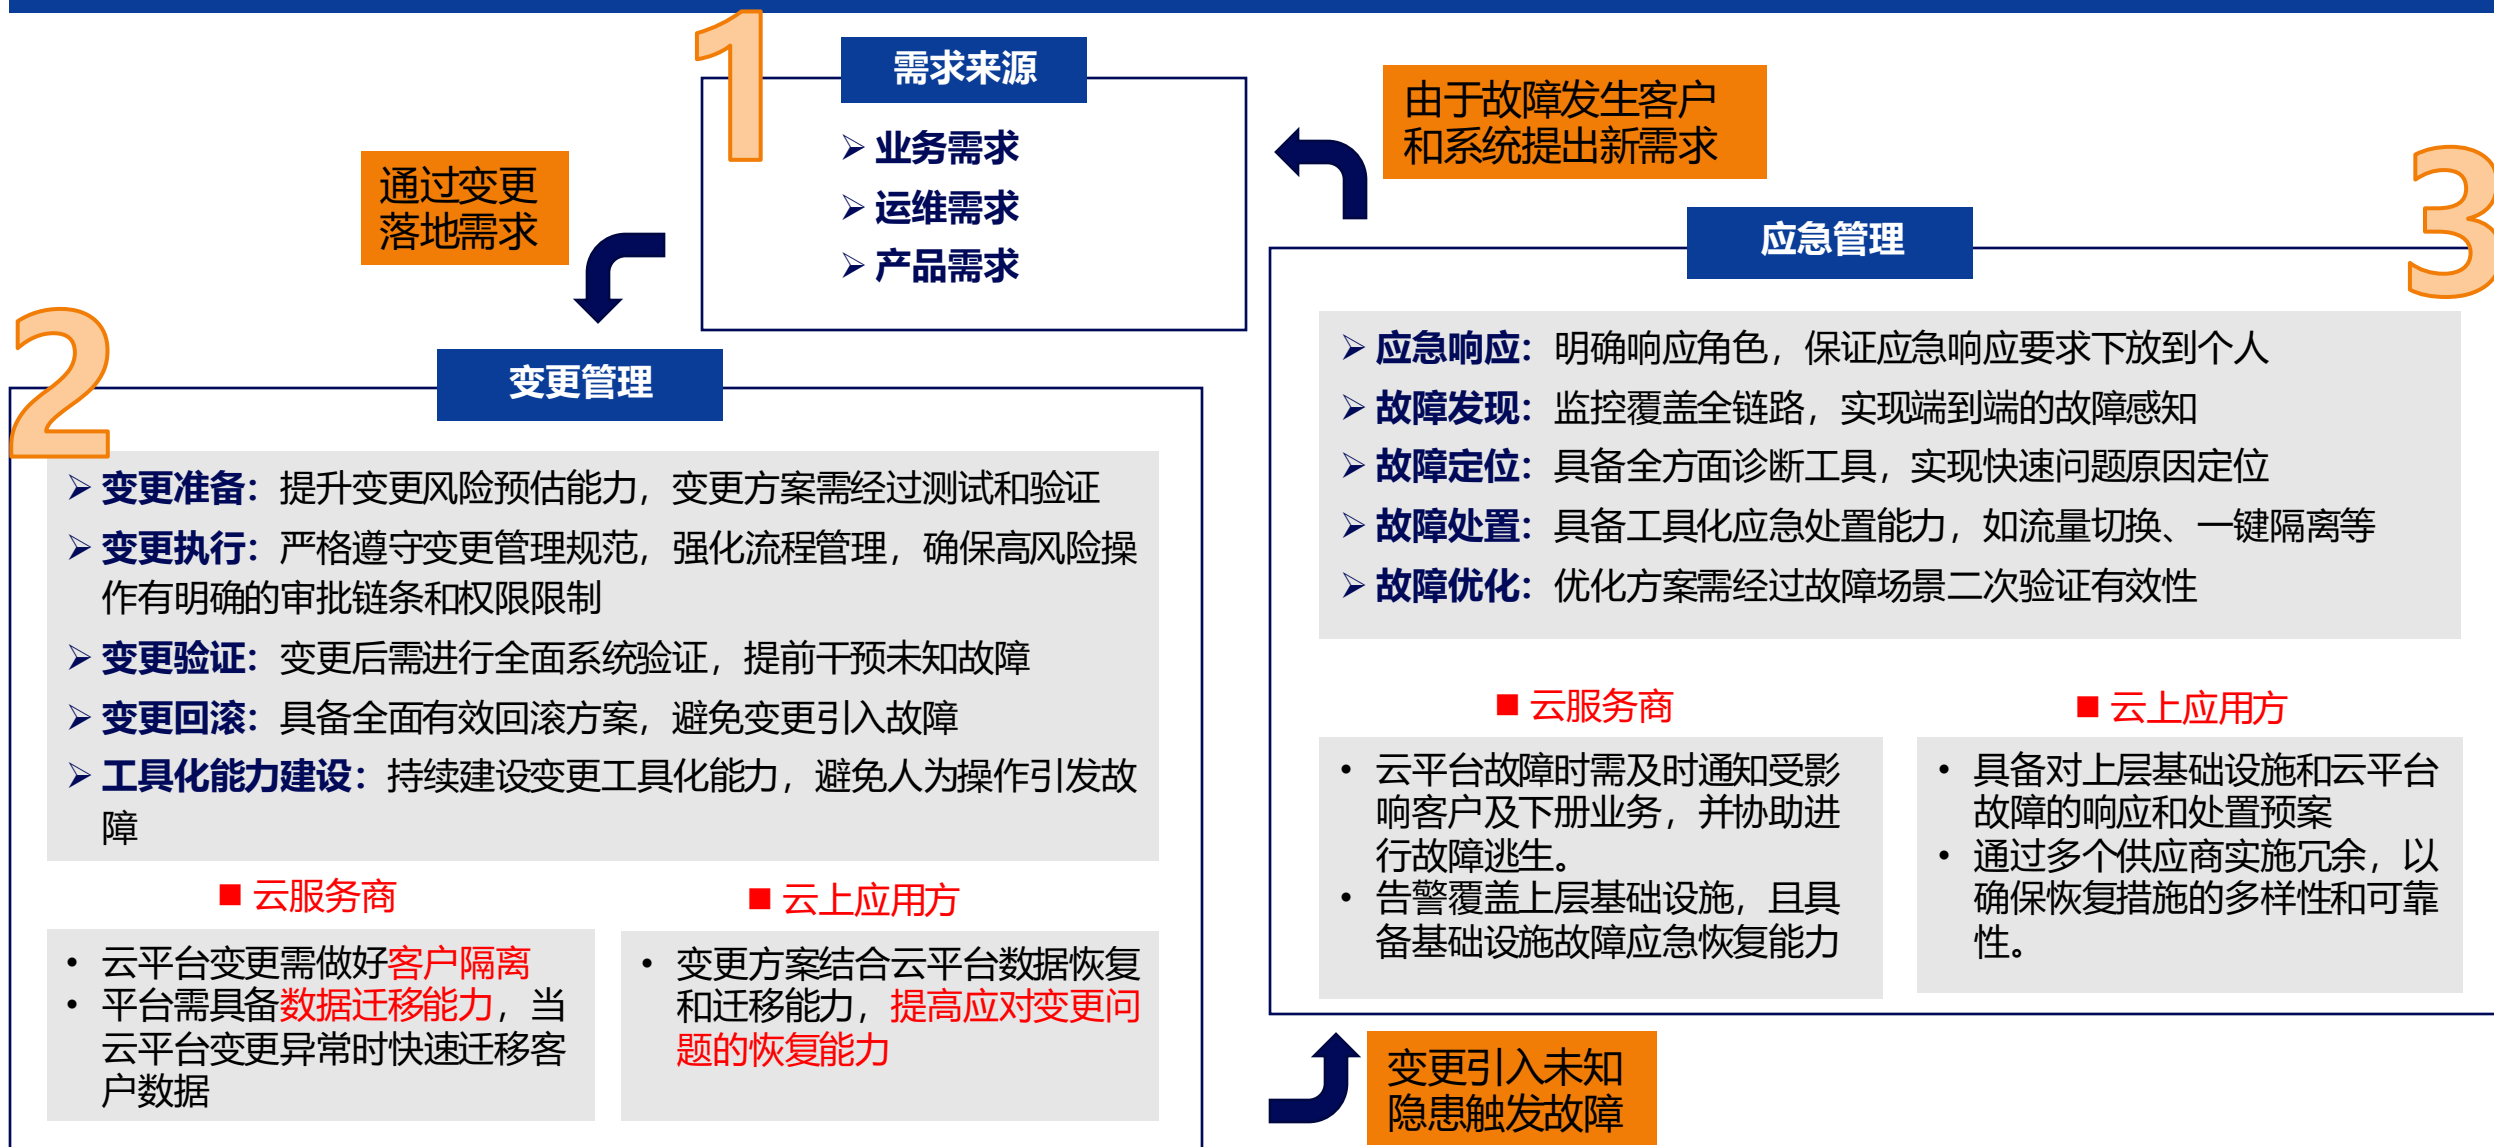 1
需求来源
业务需求
运维需求
产品需求
通过变更
落地需求
由于故障发生客户
和系统提出新需求
2
变更管理
变更准备：提升变更风险预估能力，变更方案需经过测试和验证
变更执行：严格遵守变更管理规范，强化流程管理，确保高风险操
作有明确的审批链条和权限限制
变更验证：变更后需进行全面系统验证，提前干预未知故障
变更回滚：具备全面有效回滚方案，避免变更引入故障
工具化能力建设：持续建设变更工具化能力，避免人为操作引发故
障
云服务商
云平台变更需做好客户隔离
平台需具备数据迁移能力，当
云平台变更异常时快速迁移客
户数据
云上应用方
变更方案结合云平台数据恢复
和迁移能力，提高应对变更问
题的恢复能力
3
应急管理
应急响应：明确响应角色，保证应急响应要求下放到个人
故障发现：监控覆盖全链路，实现端到端的故障感知
故障定位：具备全方面诊断工具，实现快速问题原因定位
故障处置：具备工具化应急处置能力，如流量切换、一键隔离等
故障优化：优化方案需经过故障场景二次验证有效性
云服务商
云平台故障时需及时通知受影
响客户及下册业务，并协助进
行故障逃生。
告警覆盖上层基础设施，且具
备基础设施故障应急恢复能力
云上应用方
具备对上层基础设施和云平台
故障的响应和处置预案
通过多个供应商实施冗余，以
确保恢复措施的多样性和可靠
性。
变更引入未知
隐患触发故障